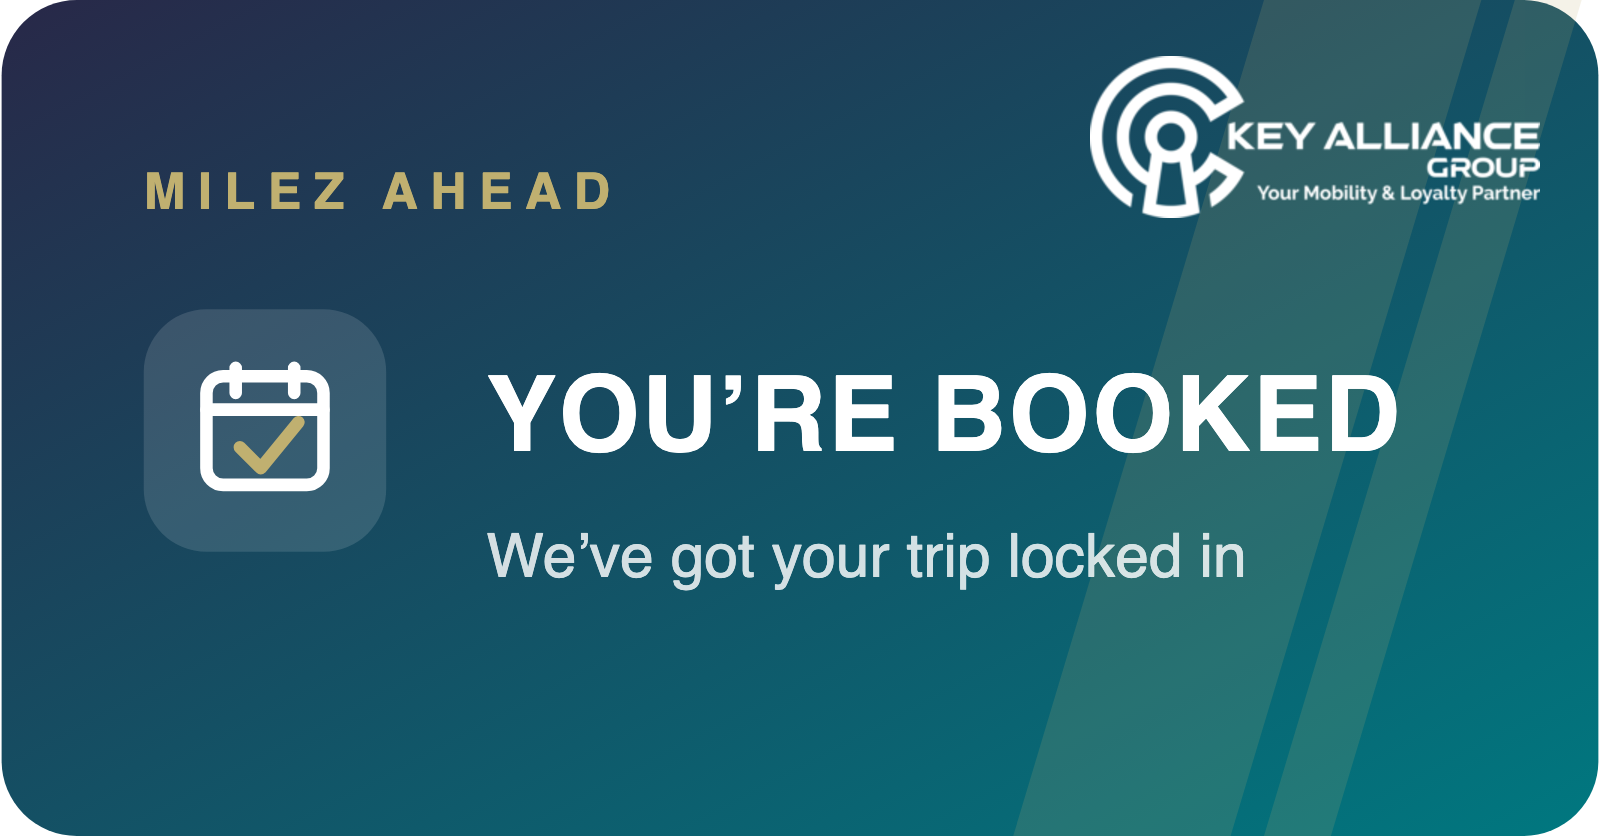 KEY ALLIANCE
GROUP
Your Mobility & Loyalty Partner
MILEZ AHEAD
YOU’RE BOOKED
We’ve got your trip locked in